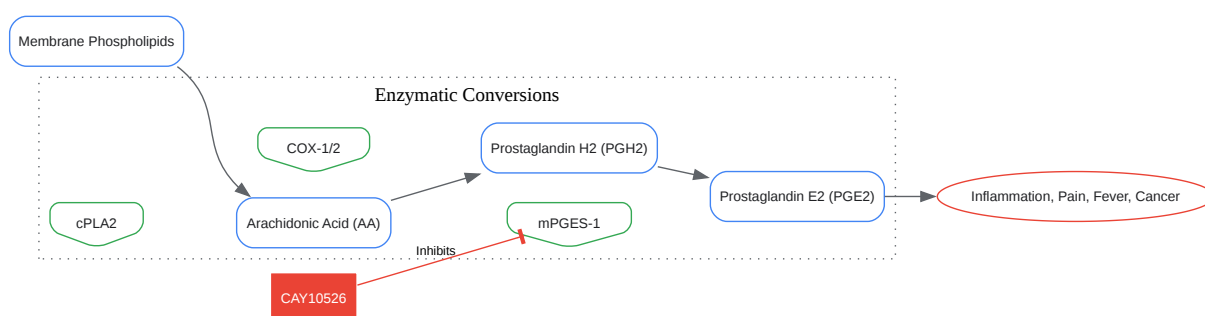 Membrane Phospholipids
Enzymatic Conversions
COX-1/2
Prostaglandin H2 (PGH2)
Prostaglandin E2 (PGE2)
Inflammation, Pain, Fever, Cancer
cPLA2
Arachidonic Acid (AA)
mPGES-1
Inhibits
CAY10526